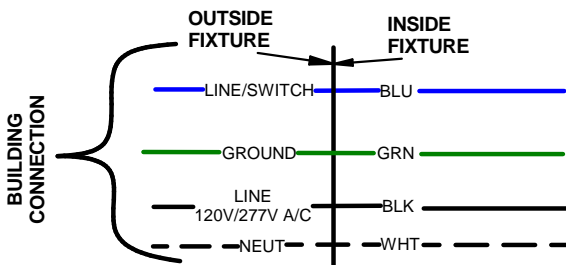 OUTSIDE
FIXTURE
INSIDE
FIXTURE
BUILDING
CONNECTION
LINE/SWITCH
BLU
GROUND
GRN
LINE
120V/277V A/C
BLK
NEUT
WHT